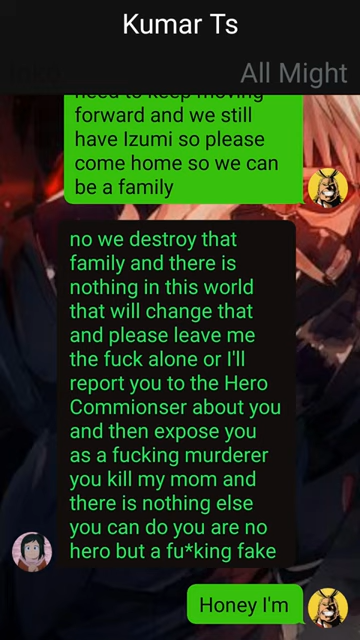 Kumar Ts
All Might
need to keep moving
forward and we still
have Izumi so please
come home so we can
be a family
no we destroy that
family and there is
nothing in this world
that will change that
and please leave me
the fuck alone or I'll
report you to the Hero
Commionser about you
and then expose you
as a fucking murderer
you kill my mom and
there is nothing else
you can do you are no
hero but a fu*king fake
Honey I'm